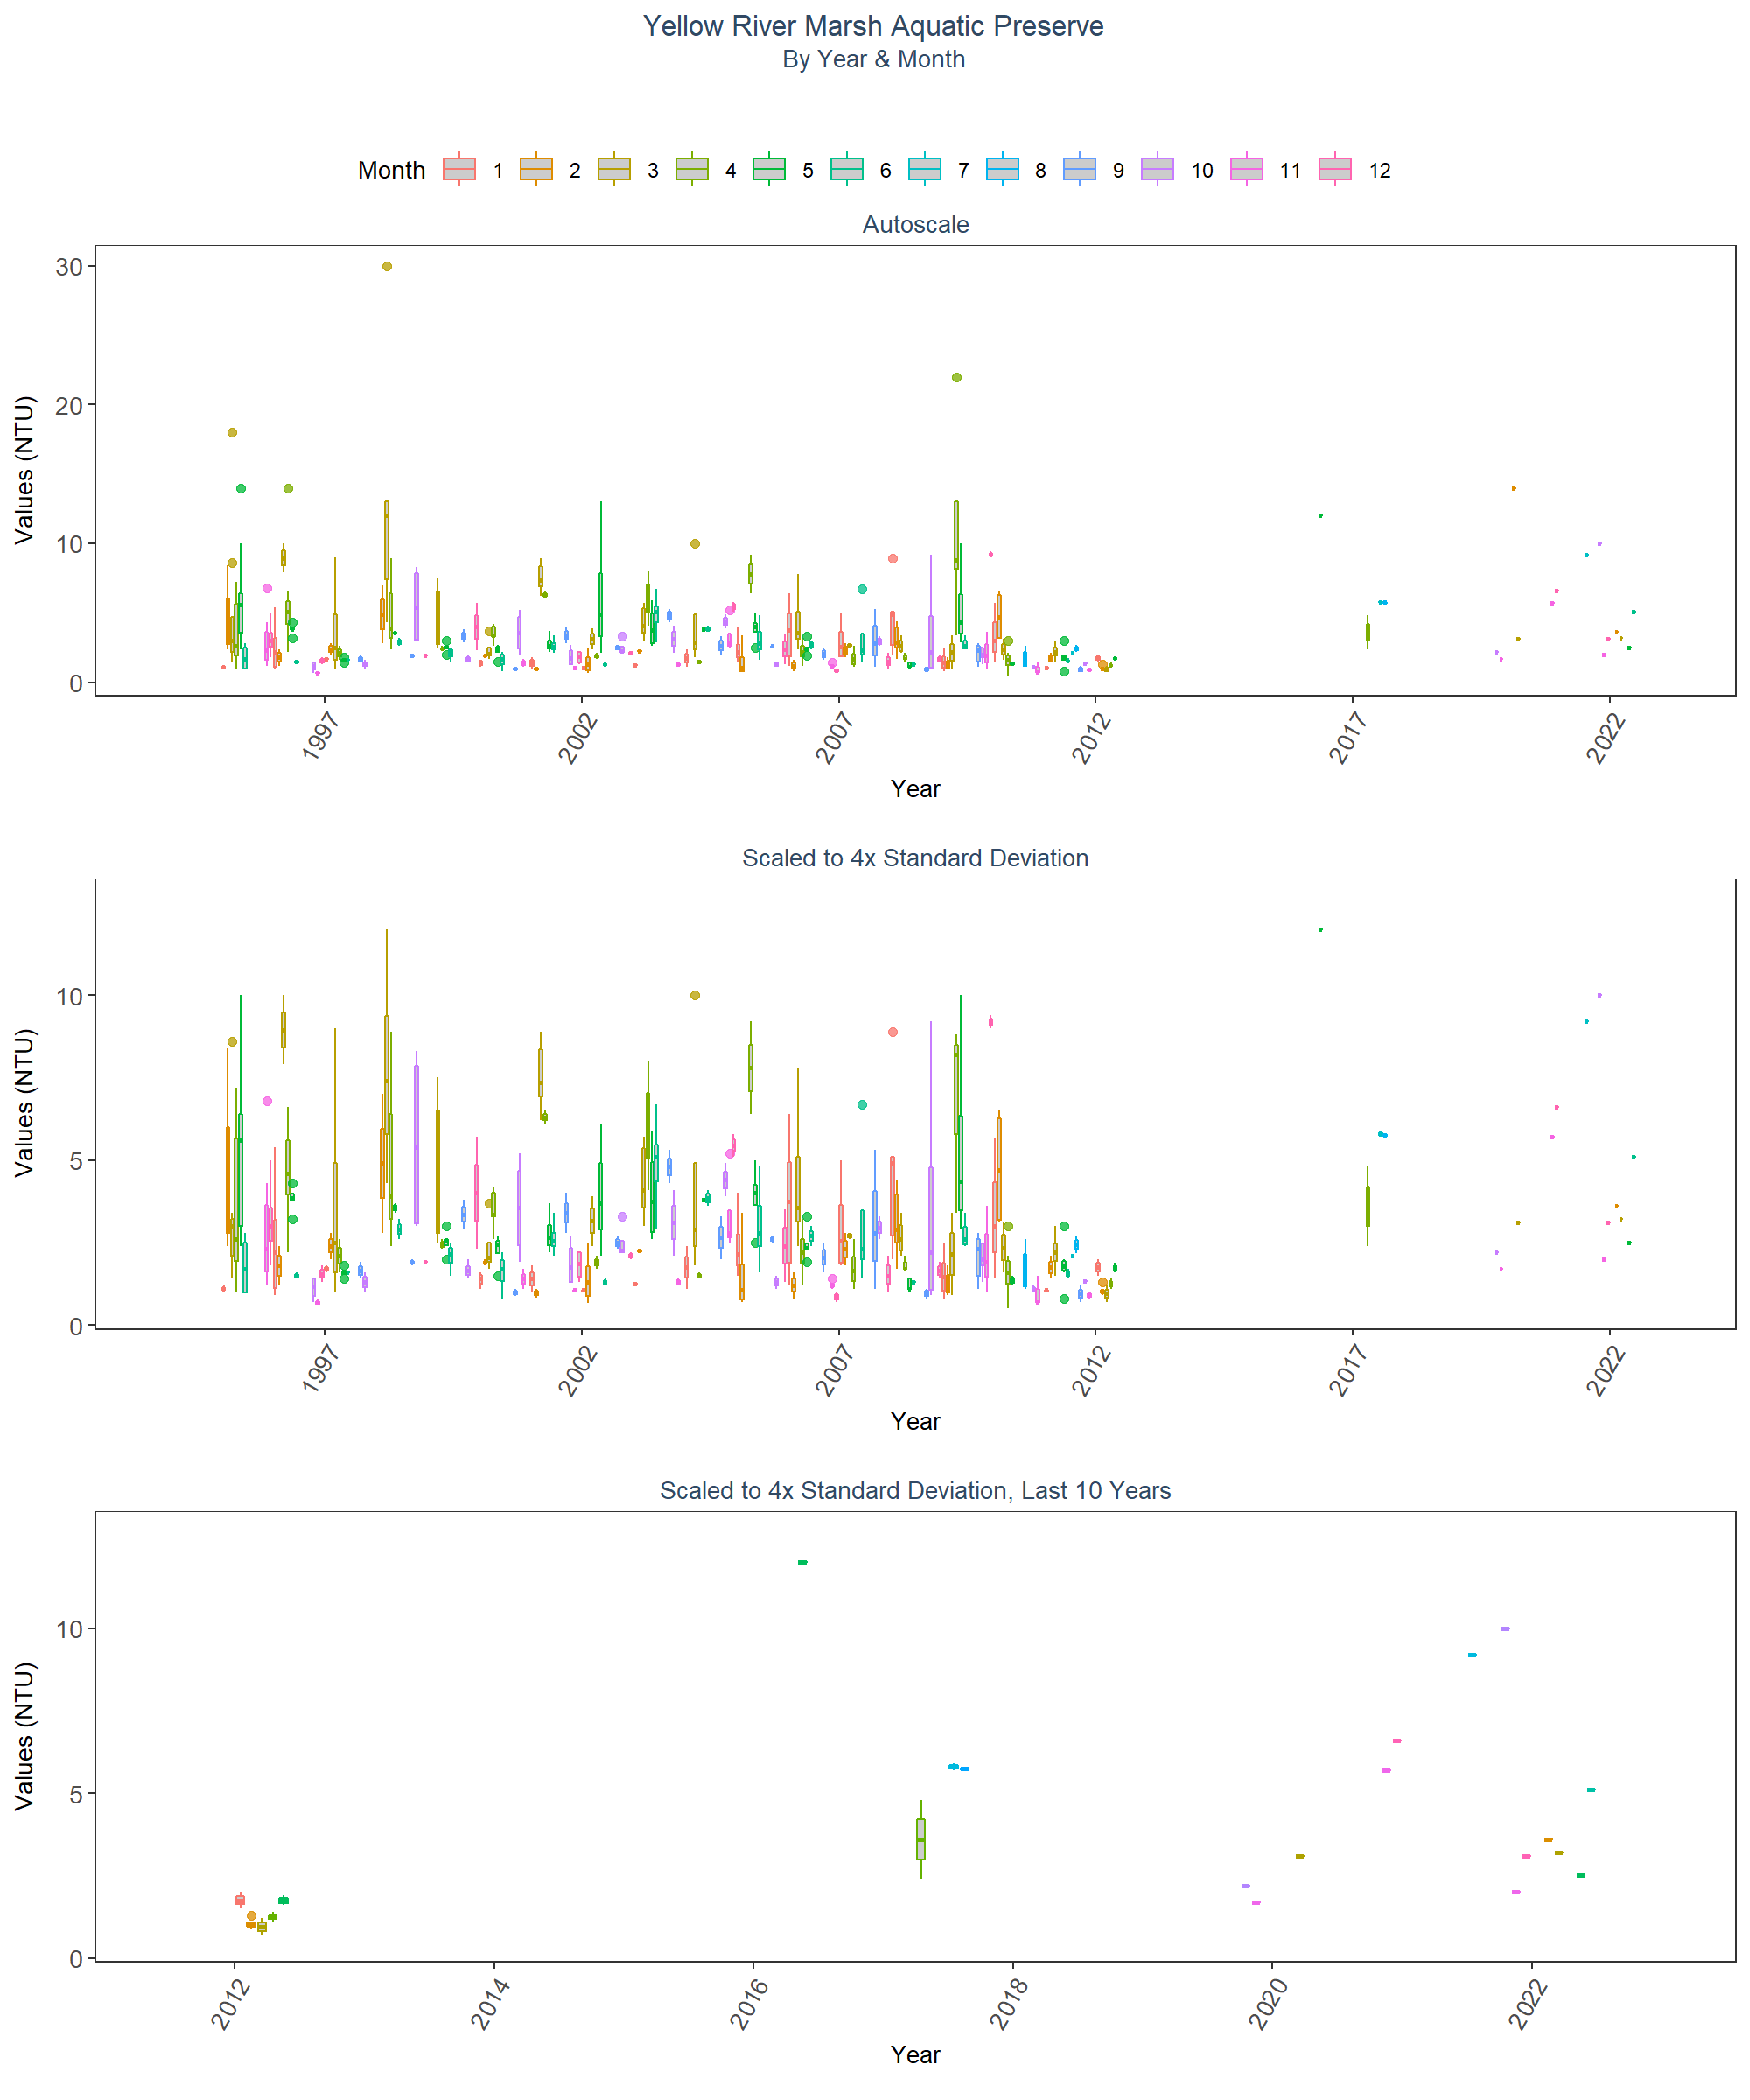 Yellow River Marsh Aquatic Preserve
By Year & Month
Month 1 2 3 4 5 6 7 8 9 10 11 12
Autoscale
30
20
10
0
Values (NTU)
1997 2002 2007 2012 2017 2022
Year
Scaled to 4x Standard Deviation
10
5
0
Values (NTU)
1997 2002 2007 2012 2017 2022
Year
Scaled to 4x Standard Deviation, Last 10 Years
10
5
0
Values (NTU)
2012 2014 2016 2018 2020 2022
Year